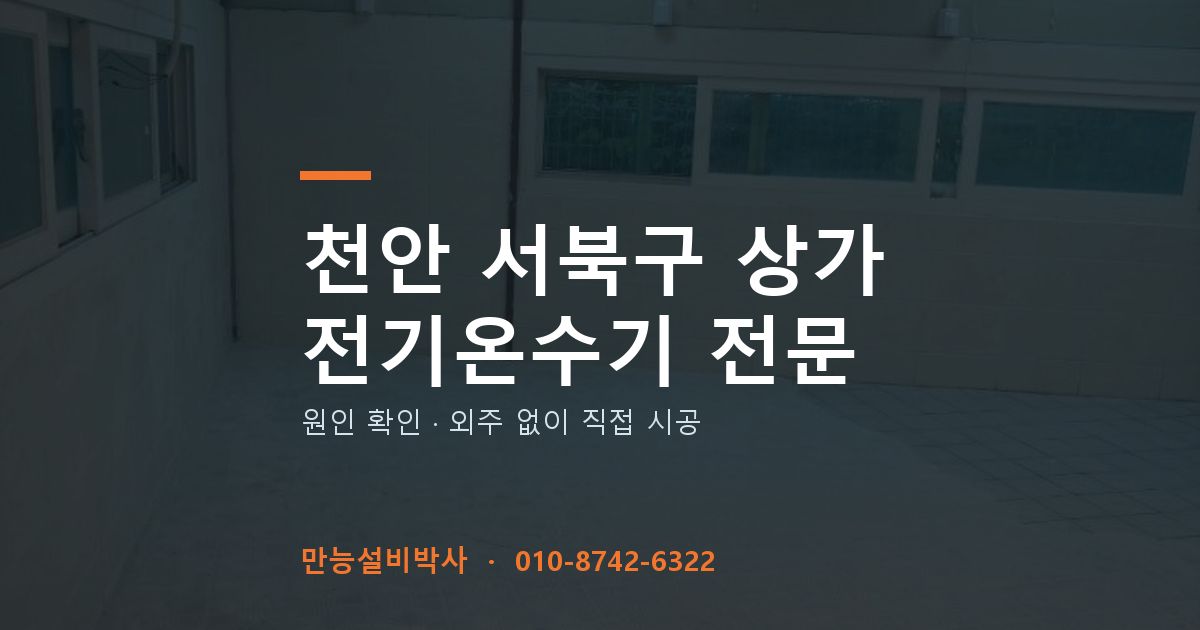 천안 서북구 상가
전기온수기 전문
원인 확인 · 외주 없이 직접 시공
만능설비박사 · 010-8742-6322